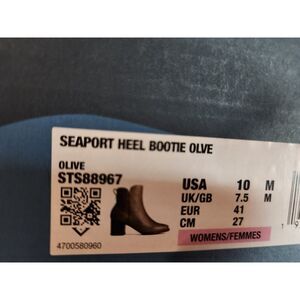 SEAPORT HEEL BOOTIE OLVE
OLIVE
STS88967
USA 10 M
UK/GB 7.5 M
EUR 41
CM 27
WOMENS/FEMMES
4700580960
1